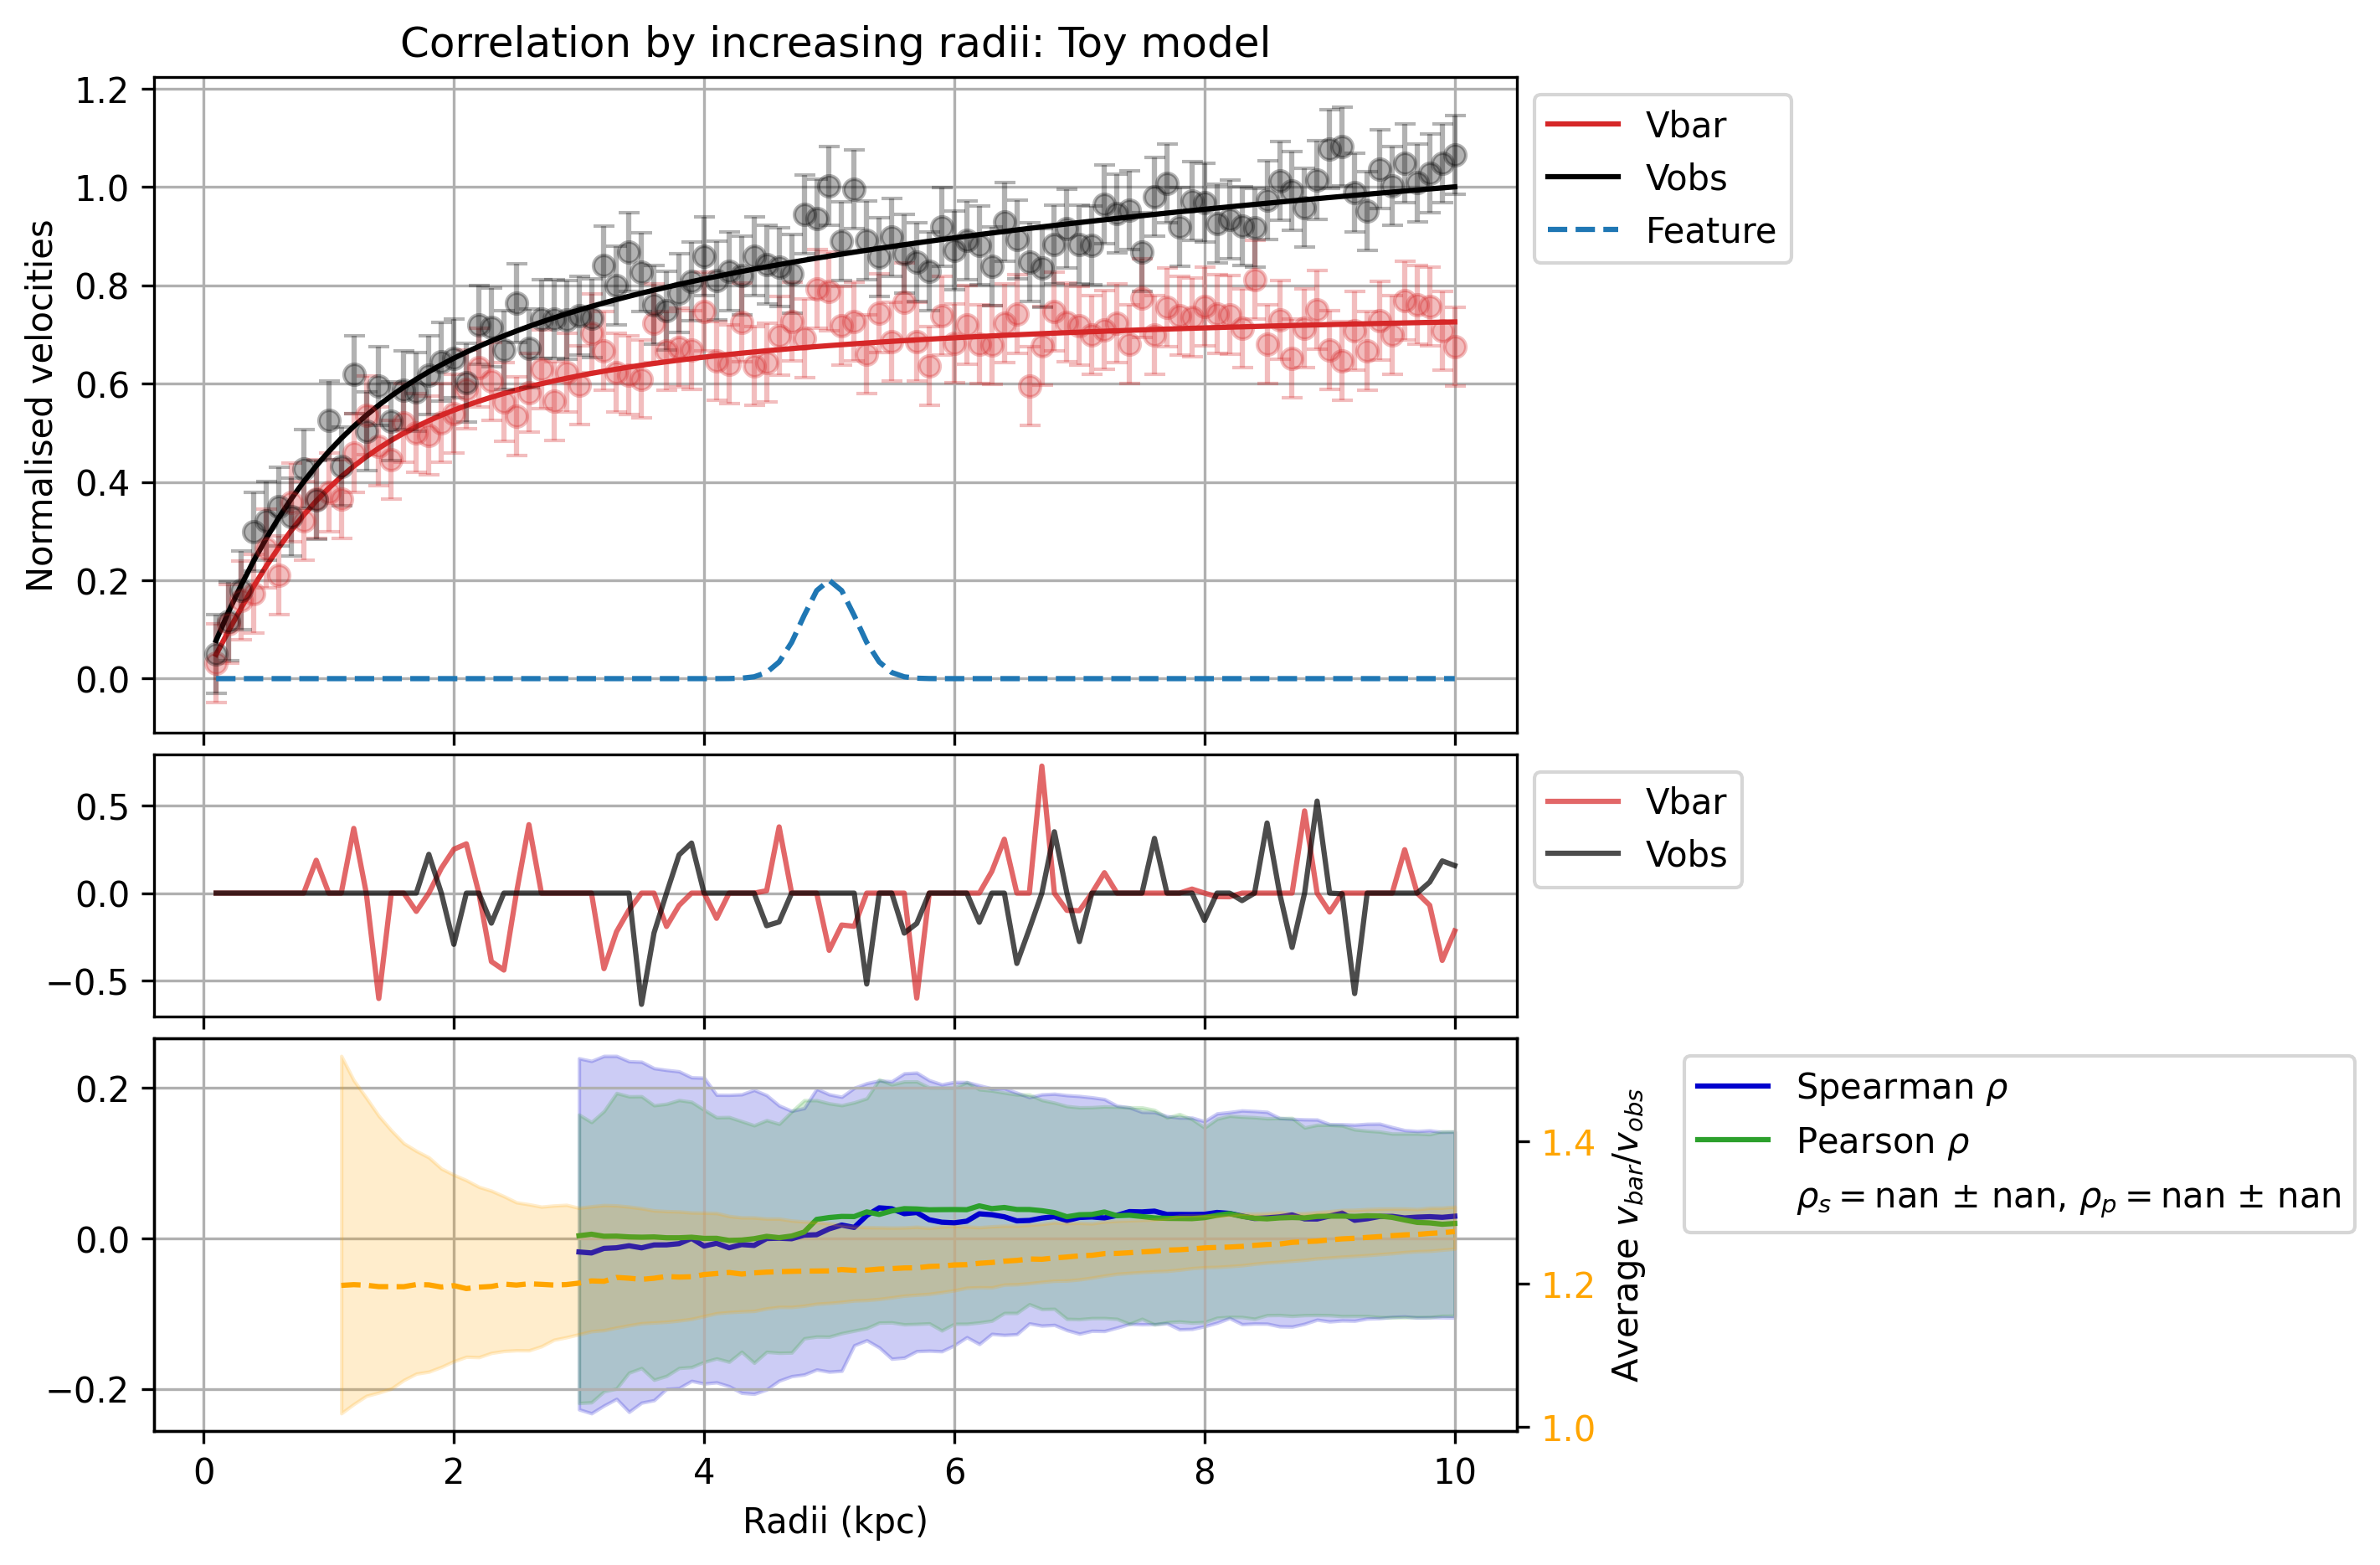 Correlation by increasing radii: Toy model
Normalised velocities
1.2
1.0
0.8
0.6
0.4
0.2
0.0
Vbar
Vobs
Feature
0.5
0.0
−0.5
Vbar
Vobs
0.2
0.0
−0.2
1.4
1.2
1.0
Average v_bar/v_obs
Spearman ρ
Pearson ρ
ρ_s = nan ± nan, ρ_p = nan ± nan
0 2 4 6 8 10
Radii (kpc)